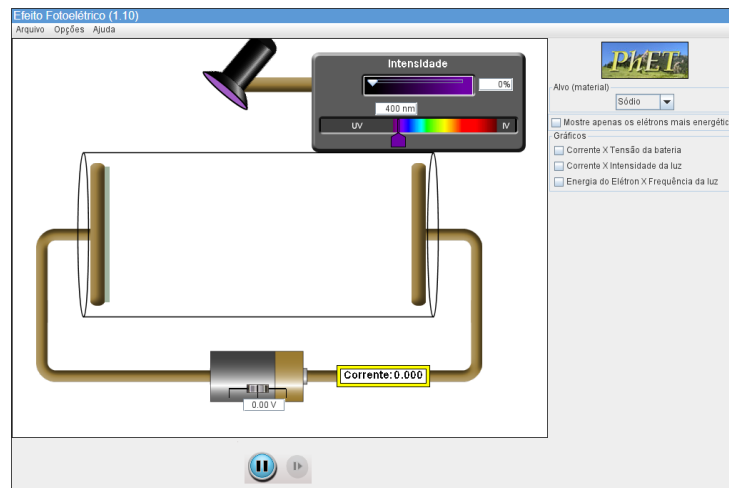 Efeito Fotoelétrico (1.10)
Arquivo Opções Ajuda
Intensidade
0%
400 nm
UV
IV
PhET
Alvo (material)
Sódio
Mostre apenas os elétrons mais energétic
Gráficos
Corrente X Tensão da bateria
Corrente X Intensidade da luz
Energia do Elétron X Frequência da luz
Corrente: 0.000
0.00 V